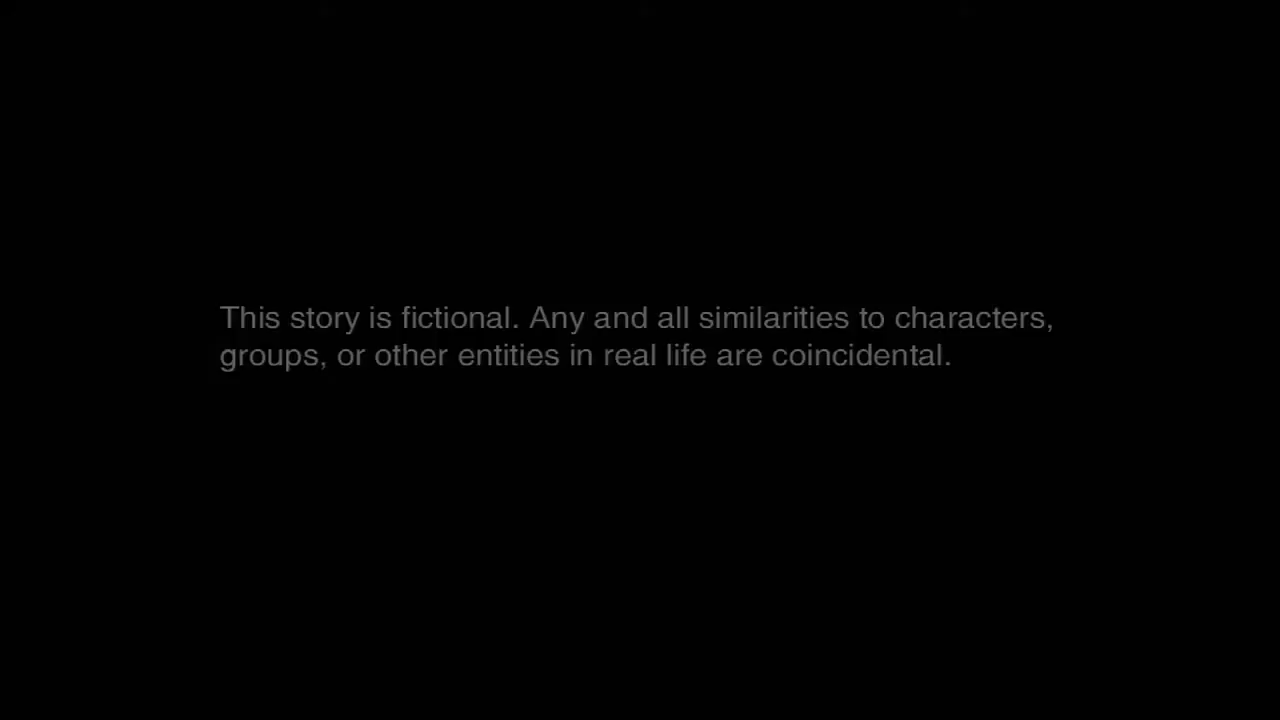 This story is fictional. Any and all similarities to characters,
groups, or other entities in real life are coincidental.